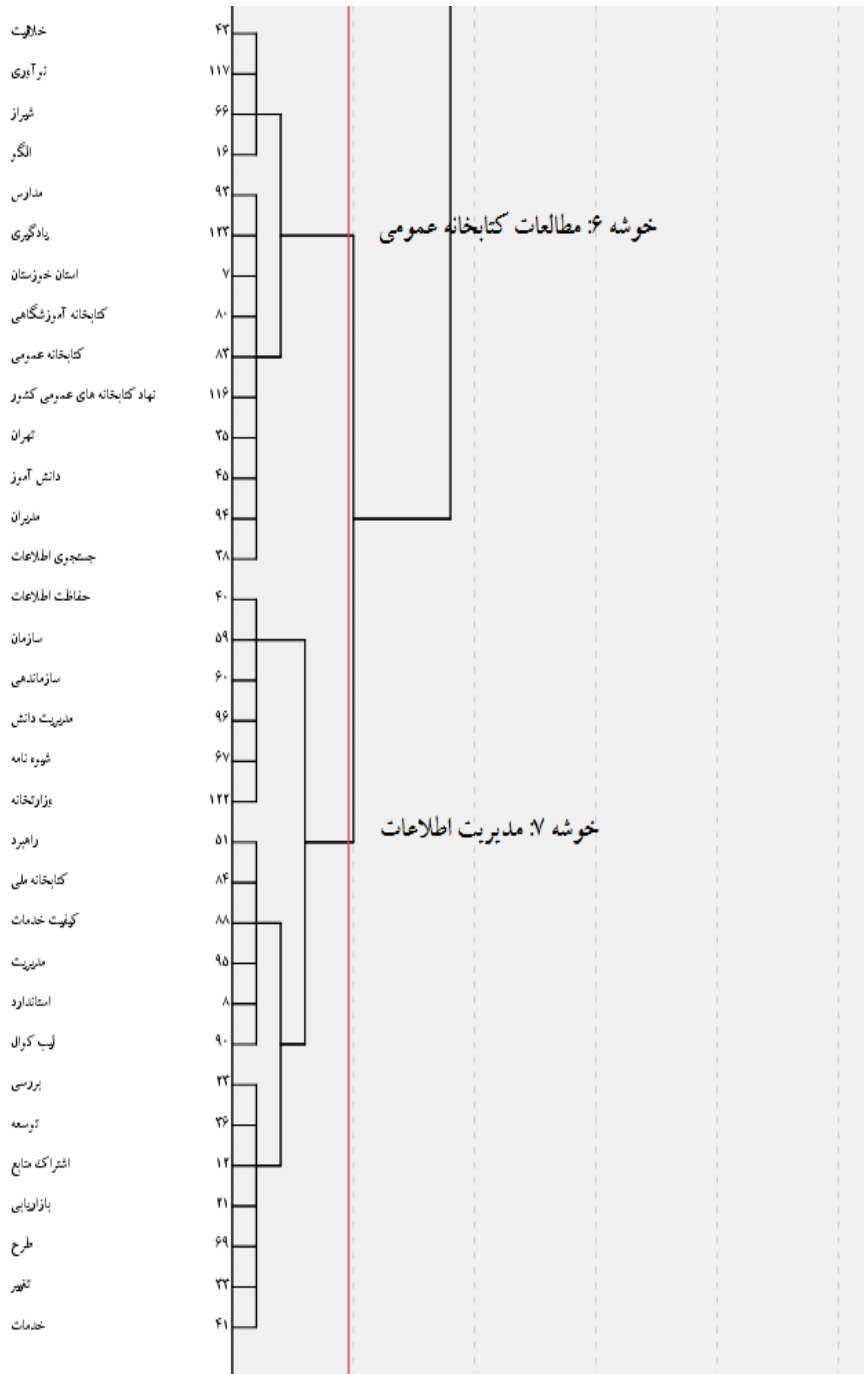 خلاقیت ۴۳
نوآوری ۱۱۷
شیراز ۶۶
الگو ۱۶
مدارس ۹۳
یادگیری ۱۲۳
خوشه ۶: مطالعات کتابخانه عمومی
استان خوزستان ۷
کتابخانه آموزشگاهی ۸۰
کتابخانه عمومی ۸۳
نهاد کتابخانه های عمومی کشور ۱۱۶
تهران ۳۵
دانش آموز ۴۵
مدیران ۹۴
جستجوی اطلاعات ۳۸
حفاظت اطلاعات ۴۰
سازمان ۵۹
سازماندهی ۶۰
مدیریت دانش ۹۶
شیوه نامه ۶۷
وزارتخانه ۱۲۲
خوشه ۷: مدیریت اطلاعات
راهبرد ۵۱
کتابخانه ملی ۸۴
کیفیت خدمات ۸۸
مدیریت ۹۵
استاندارد ۸
لیب کوال ۹۰
بررسی ۲۳
توسعه ۳۶
اشتراک منابع ۱۲
بازاریابی ۲۱
طرح ۶۹
تغییر ۳۳
خدمات ۴۱